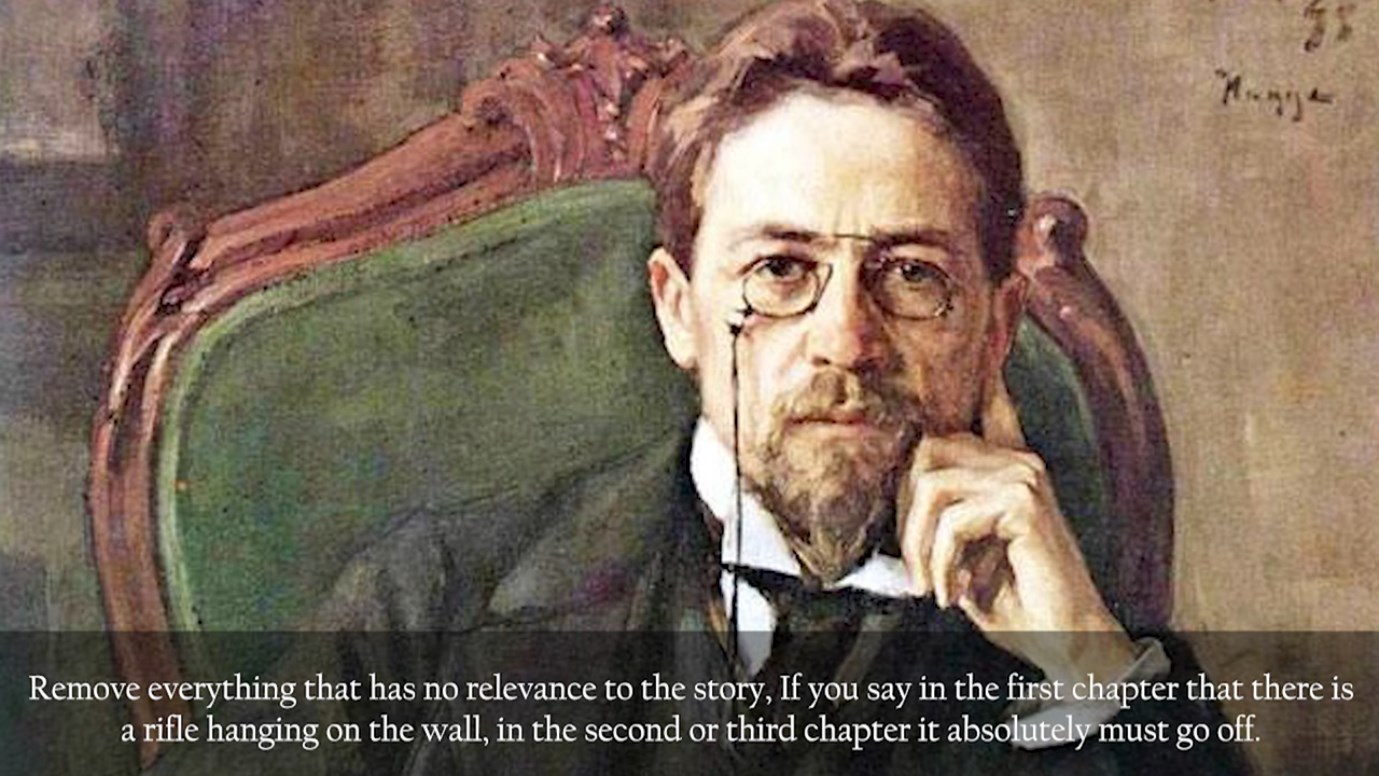 98
Remove everything that has no relevance to the story, If you say in the first chapter that there is
a rifle hanging on the wall, in the second or third chapter it absolutely must go off.